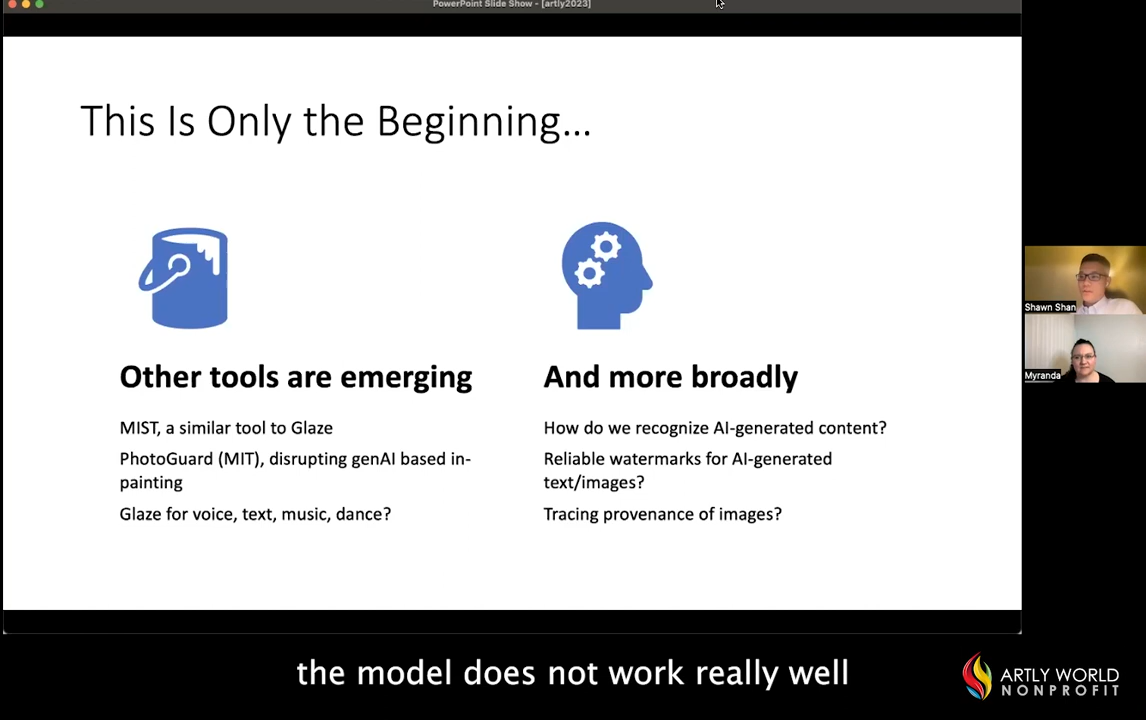 PowerPoint Slide Show - [artly2023]
This Is Only the Beginning...
Other tools are emerging
MIST, a similar tool to Glaze
PhotoGuard (MIT), disrupting genAI based in-
painting
Glaze for voice, text, music, dance?
And more broadly
How do we recognize AI-generated content?
Reliable watermarks for AI-generated
text/images?
Tracing provenance of images?
Shawn Shan
Myranda
the model does not work really well
ARTLY WORLD
NONPROFIT